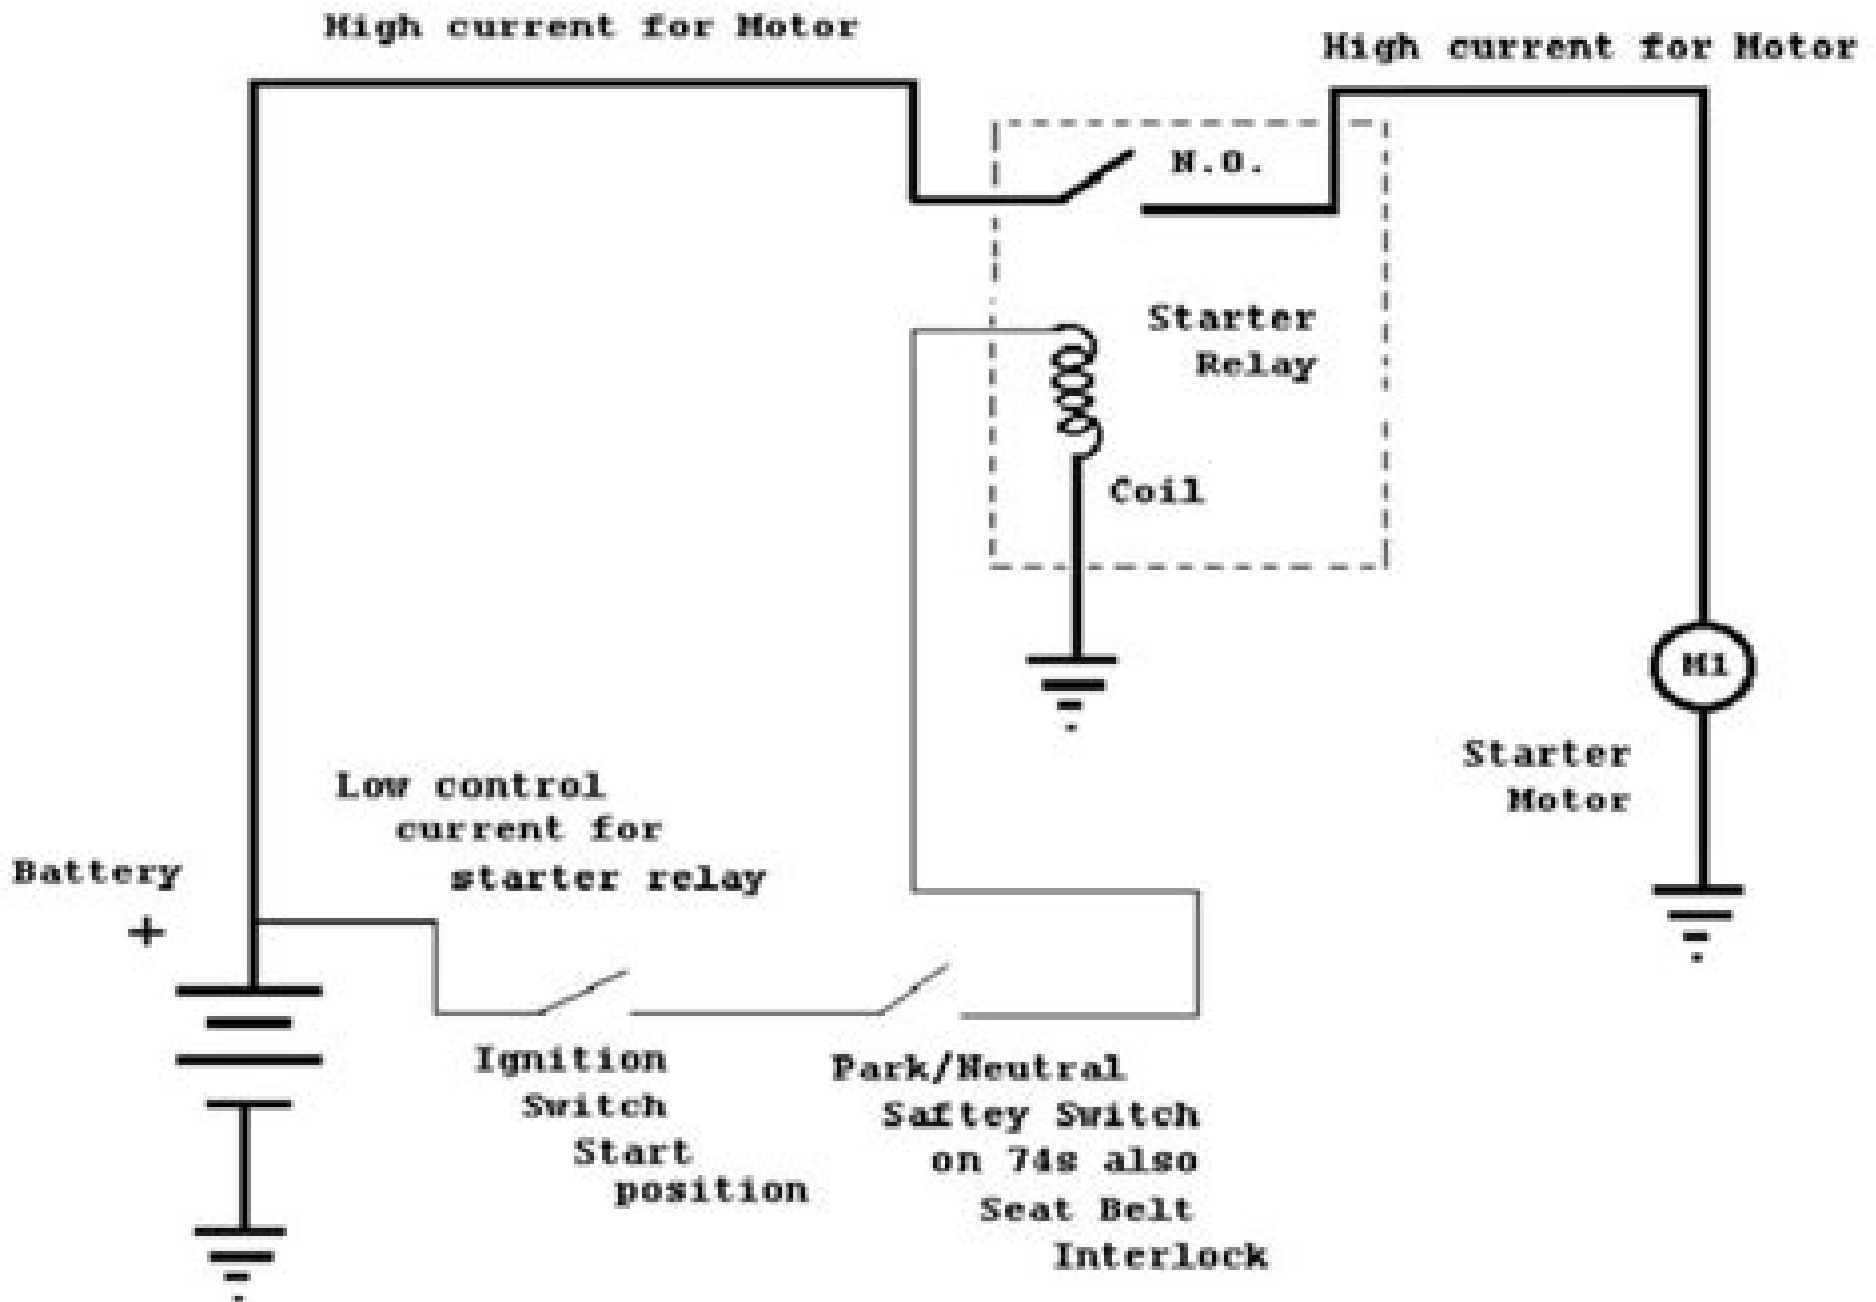 High current for Motor
High current for Motor
N.O.
Starter
Relay
Coil
M1
Starter
Motor
Low control
current for
starter relay
Battery
+
Ignition
Switch
Start
position
Park/Neutral
Saftey Switch
on 74s also
Seat Belt
Interlock